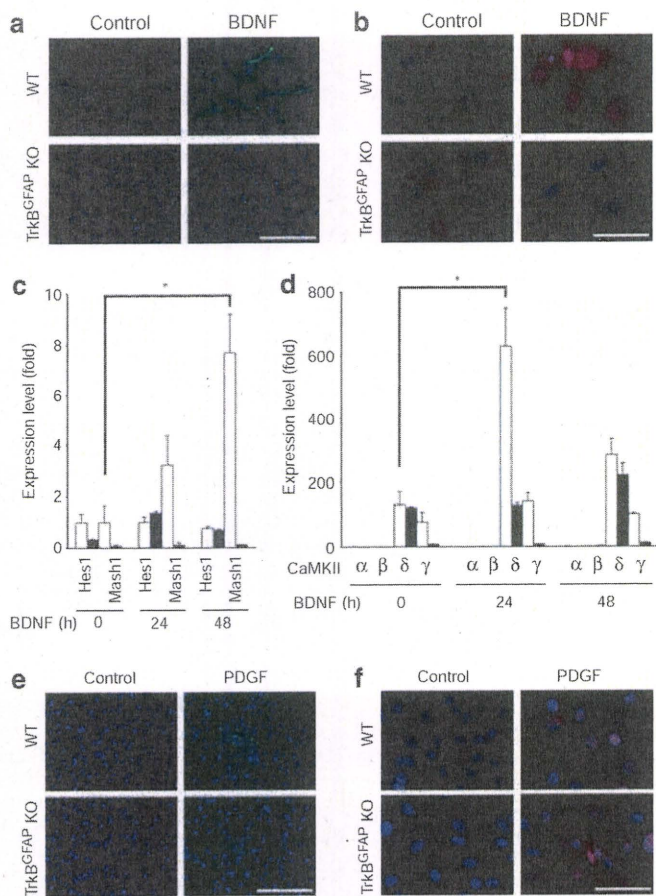 a
Control
BDNF
WT
TrkB^GFAP KO
b
Control
BDNF
WT
TrkB^GFAP KO
c
Expression level (fold)
10
8
6
4
2
0
*
Hes1
Mash1
Hes1
Mash1
Hes1
Mash1
BDNF (h)
0
24
48
d
Expression level (fold)
800
600
400
200
0
*
CaMKII
α β δ γ
α β δ γ
α β δ γ
BDNF (h)
0
24
48
e
Control
PDGF
WT
TrkB^GFAP KO
f
Control
PDGF
WT
TrkB^GFAP KO